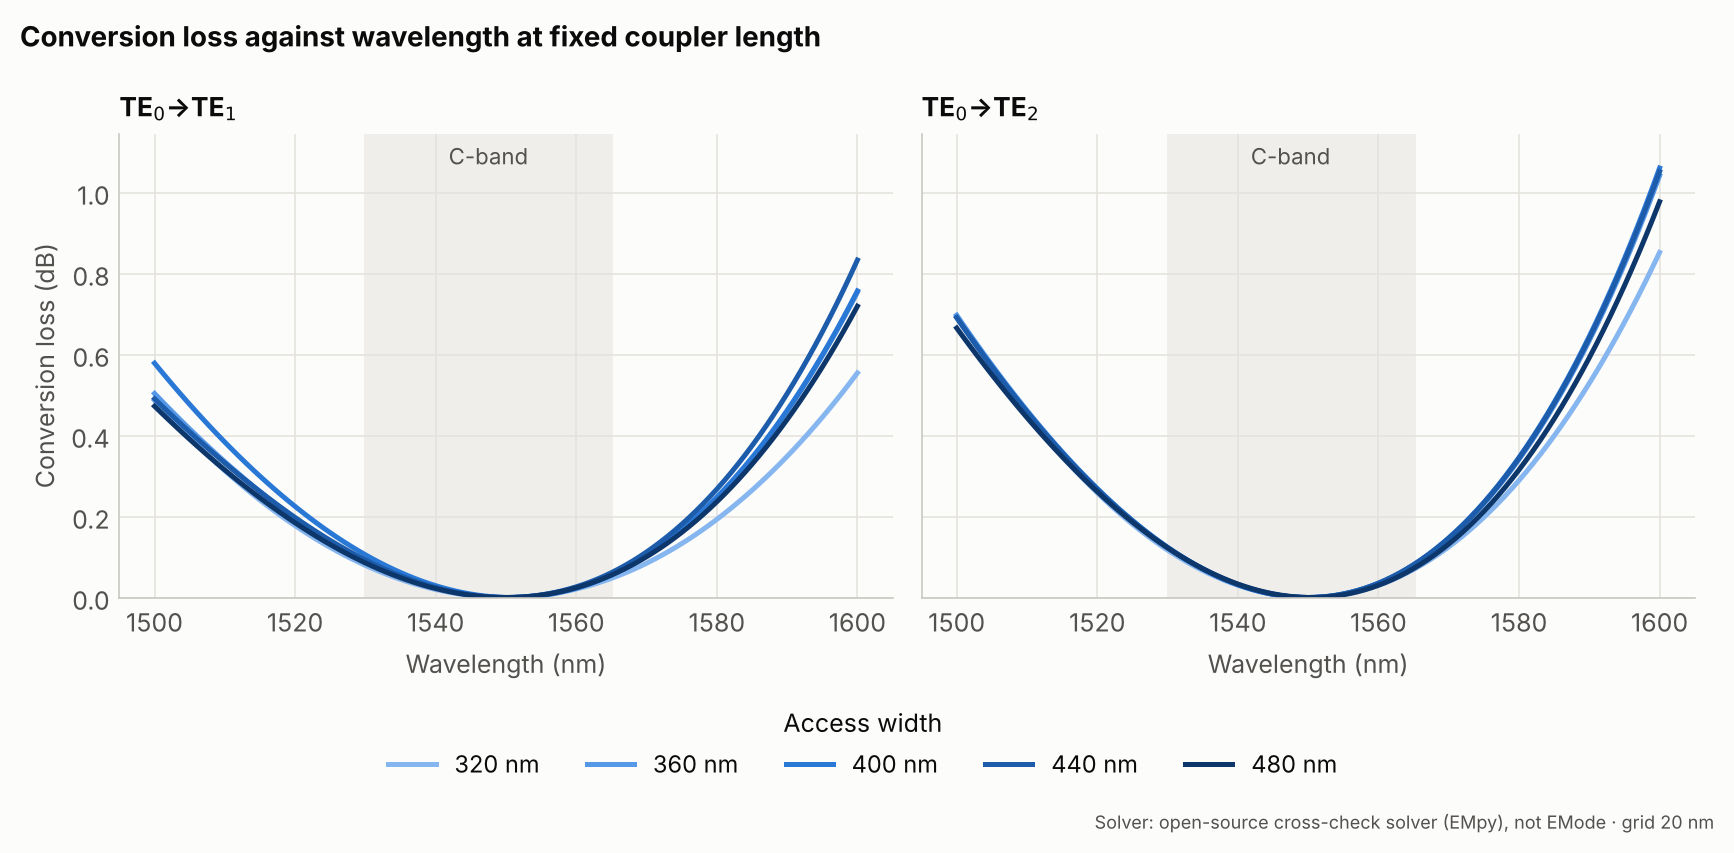 Conversion loss against wavelength at fixed coupler length
TE₀→TE₁
TE₀→TE₂
C-band
C-band
Conversion loss (dB)
1.0
0.8
0.6
0.4
0.2
0.0
1500 1520 1540 1560 1580 1600
1500 1520 1540 1560 1580 1600
Wavelength (nm)
Wavelength (nm)
Access width
320 nm 360 nm 400 nm 440 nm 480 nm
Solver: open-source cross-check solver (EMpy), not EMode · grid 20 nm